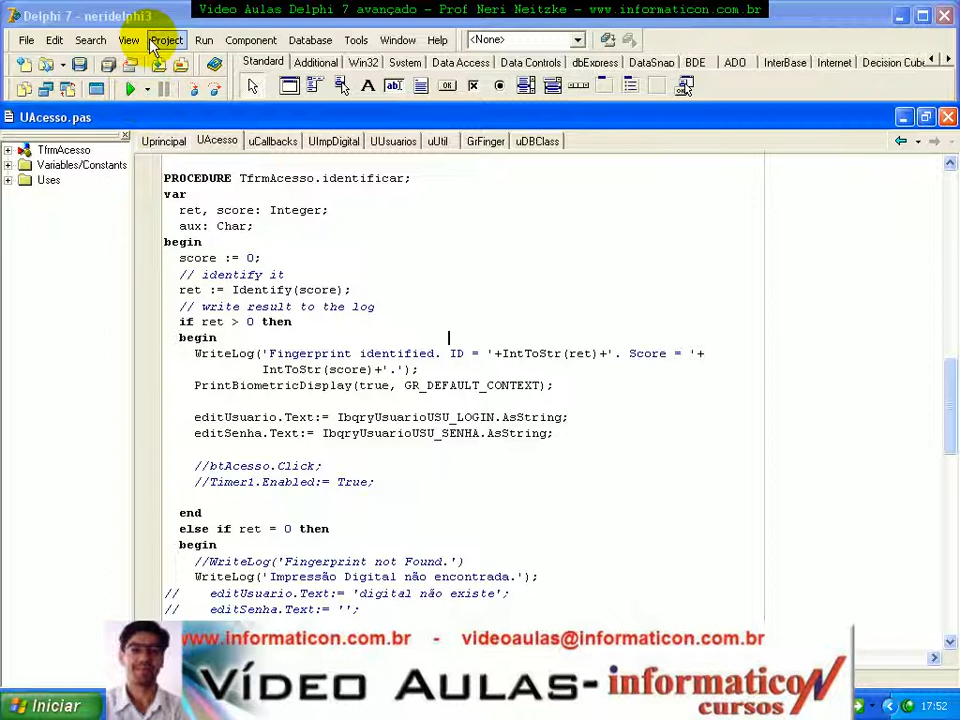 Video Aulas Delphi 7 avançado - Prof Neri Neitzke - www.informaticon.com.br
Delphi 7 - neridelphi3
File Edit Search View Project Run Component Database Tools Window Help <None>
Standard Additional Win32 System Data Access Data Controls dbExpress DataSnap BDE ADO InterBase Internet Decision Cube
UAcesso.pas
TfrmAcesso
Variables/Constants
Uses
Uprincipal UAcesso uCallbacks UImpDigital UUsuarios uUtil GrFinger uDBClass
PROCEDURE TfrmAcesso.identificar;
var
ret, score: Integer;
aux: Char;
begin
score := 0;
// identify it
ret := Identify(score);
// write result to the log
if ret > 0 then
begin
WriteLog('Fingerprint identified. ID = '+IntToStr(ret)+'. Score = '+
IntToStr(score)+'.');
PrintBiometricDisplay(true, GR_DEFAULT_CONTEXT);
editUsuario.Text:= IbqryUsuarioUSU_LOGIN.AsString;
editSenha.Text:= IbqryUsuarioUSU_SENHA.AsString;
//btAcesso.Click;
//Timer1.Enabled:= True;
end
else if ret = 0 then
begin
//WriteLog('Fingerprint not Found.')
WriteLog('Impressão Digital não encontrada.');
// editUsuario.Text:= 'digital não existe';
// editSenha.Text:= '';
www.informaticon.com.br - videoaulas@informaticon.com.br
VÍDEO AULAS- informaticon
cursos
Iniciar
17:52